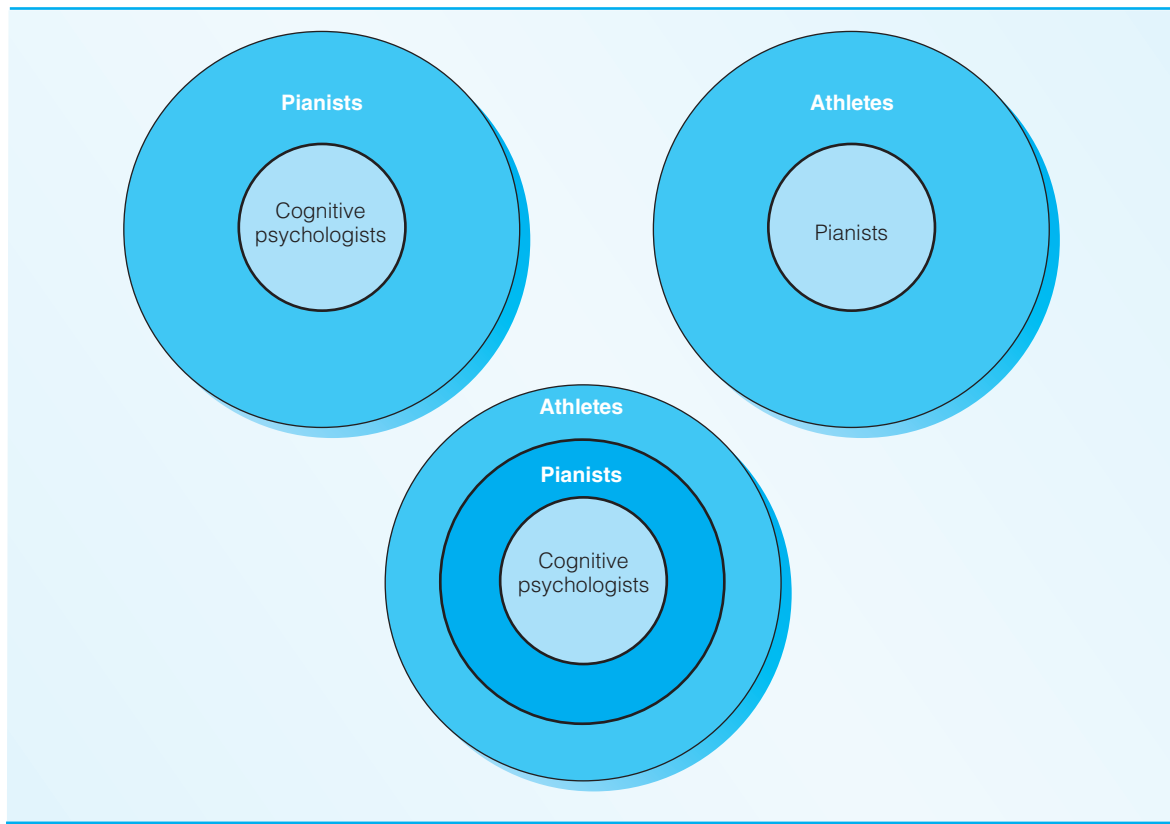 Pianists
Cognitive
psychologists
Athletes
Pianists
Athletes
Pianists
Cognitive
psychologists